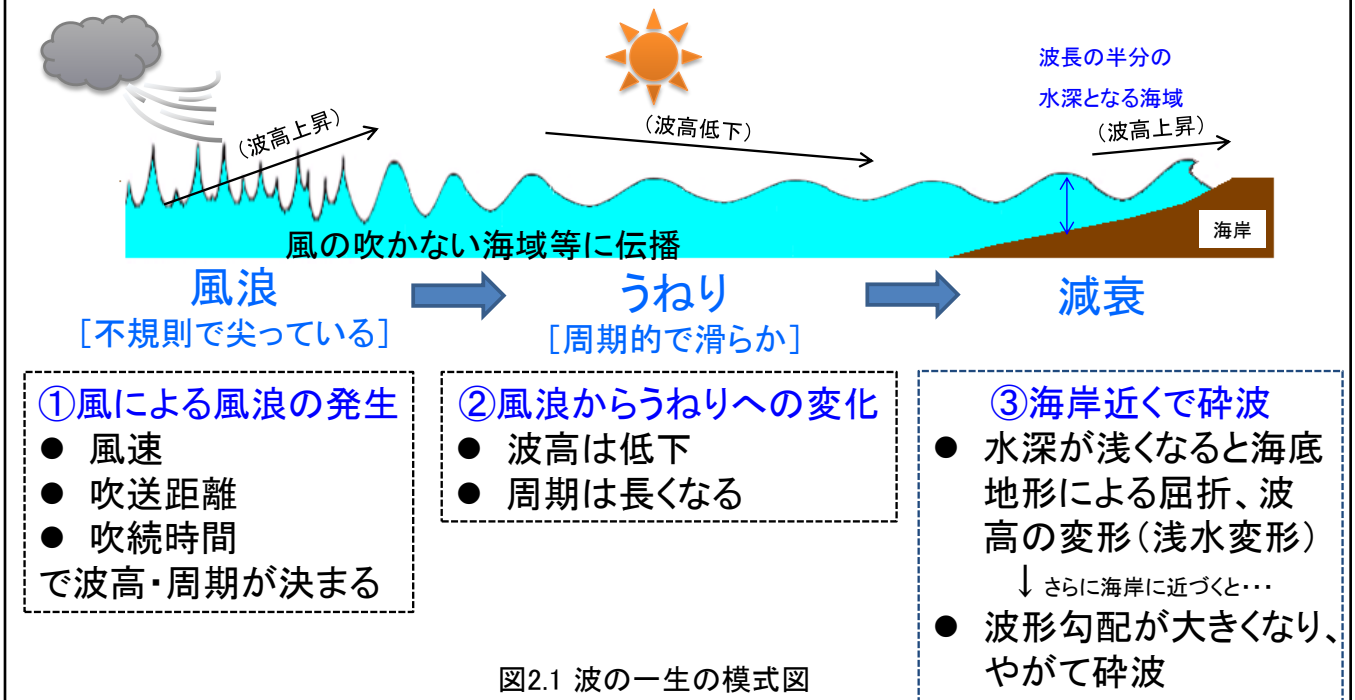 波長の半分の
水深となる海域
(波高上昇)
(波高低下)
(波高上昇)
海岸
風の吹かない海域等に伝播
風浪
[不規則で尖っている]
うねり
[周期的で滑らか]
減衰
①風による風浪の発生
● 風速
● 吹送距離
● 吹続時間
で波高・周期が決まる
②風浪からうねりへの変化
● 波高は低下
● 周期は長くなる
③海岸近くで砕波
● 水深が浅くなると海底
地形による屈折、波
高の変形(浅水変形)
↓さらに海岸に近づくと・・・
● 波形勾配が大きくなり、
やがて砕波
図2.1 波の一生の模式図